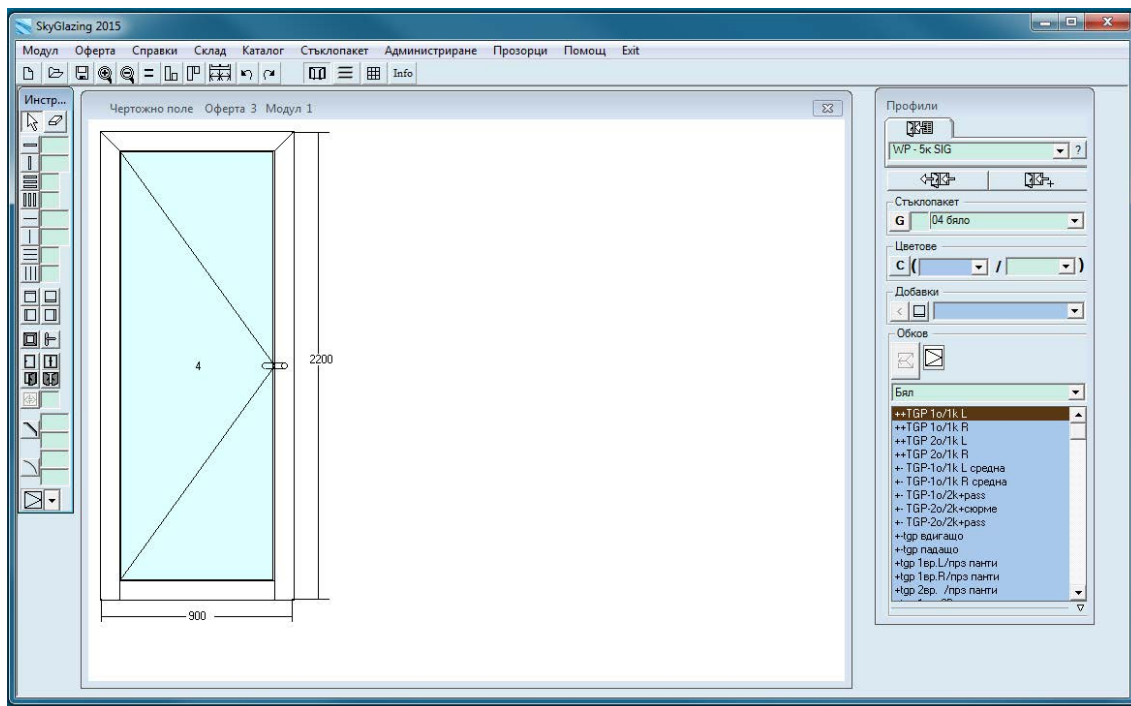 SkyGlazing 2015
Модул Оферта Справки Склад Каталог Стъклопакет Администриране Прозорци Помощ Exit
Info
Инстр...
Чертожно поле Оферта 3 Модул 1
4
2200
900
Профили
WP - 5к SIG
?
Стъклопакет
G 04 бяло
Цветове
C ( / )
Добавки
<
Обков
Бял
++TGP 1o/1k L
++TGP 1o/1k R
++TGP 2o/1k L
++TGP 2o/1k R
+- TGP-1o/1k L средна
+- TGP-1o/1k R средна
+- TGP-1o/2k+pass
+- TGP-2o/2k+сюрме
+- TGP-2o/2k+pass
+-tgp вдигащо
+-tgp падащо
+tgp 1вр.L/прз панти
+tgp 1вр.R/прз панти
+tgp 2вр. /прз панти